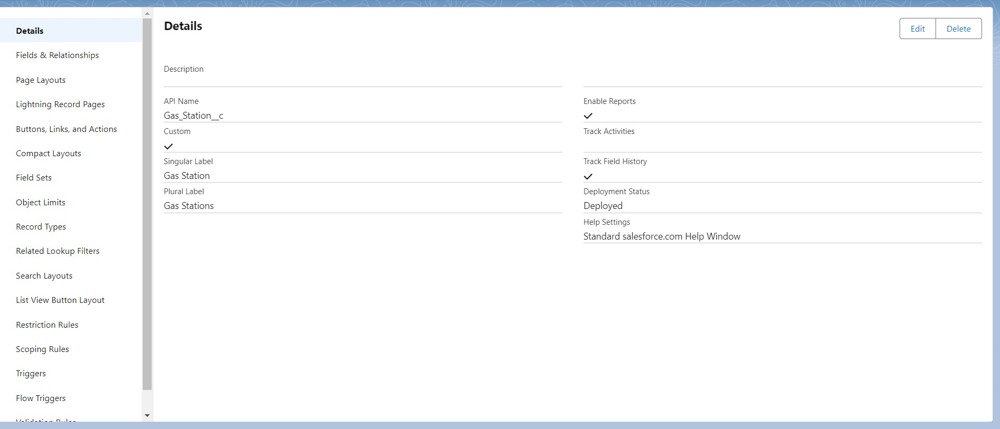 Details
Fields & Relationships
Page Layouts
Lightning Record Pages
Buttons, Links, and Actions
Compact Layouts
Field Sets
Object Limits
Record Types
Related Lookup Filters
Search Layouts
List View Button Layout
Restriction Rules
Scoping Rules
Triggers
Flow Triggers
Validation Rules
Details
Edit
Delete
Description
API Name
Gas_Station__c
Custom
Singular Label
Gas Station
Plural Label
Gas Stations
Enable Reports
Track Activities
Track Field History
Deployment Status
Deployed
Help Settings
Standard salesforce.com Help Window